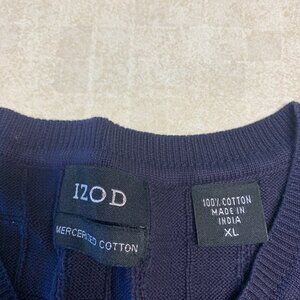 IZOD
MERCERIZED COTTON
100% COTTON
MADE IN
INDIA
XL